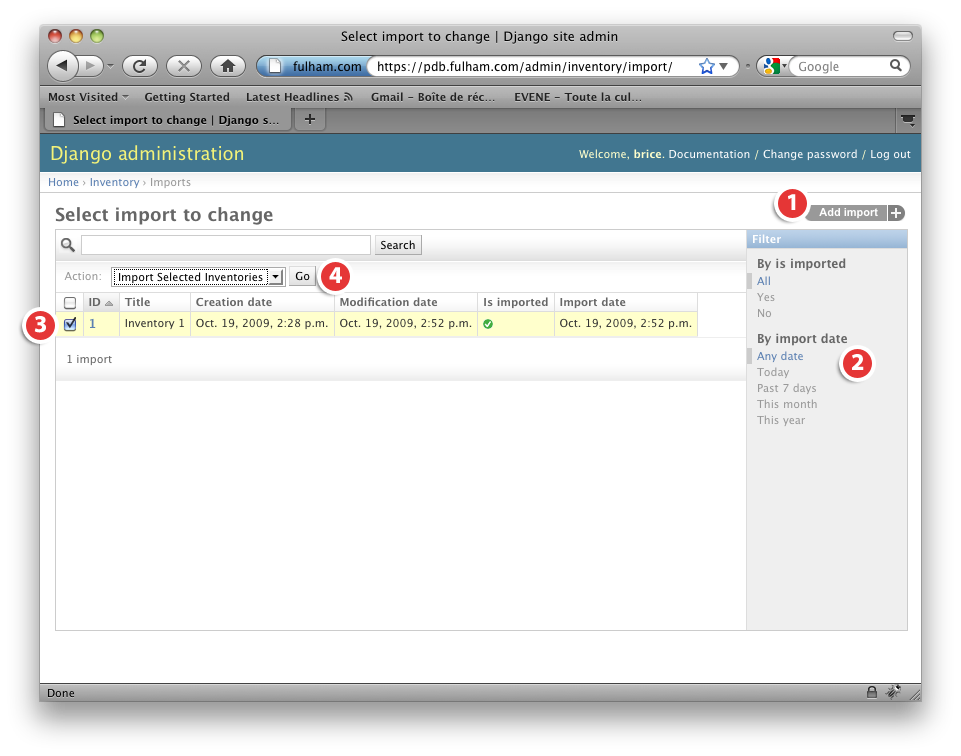 Select import to change | Django site admin
fulham.com https://pdb.fulham.com/admin/inventory/import/ Google
Most Visited Getting Started Latest Headlines Gmail – Boîte de réc... EVENE – Toute la cul...
Select import to change | Django s... +
Django administration Welcome, brice. Documentation / Change password / Log out
Home › Inventory › Imports
Select import to change 1 Add import +
Search
Action: Import Selected Inventories Go 4
ID Title Creation date Modification date Is imported Import date
3 1 Inventory 1 Oct. 19, 2009, 2:28 p.m. Oct. 19, 2009, 2:52 p.m. Oct. 19, 2009, 2:52 p.m.
1 import
Filter
By is imported
All
Yes
No
By import date
Any date
2
Today
Past 7 days
This month
This year
Done